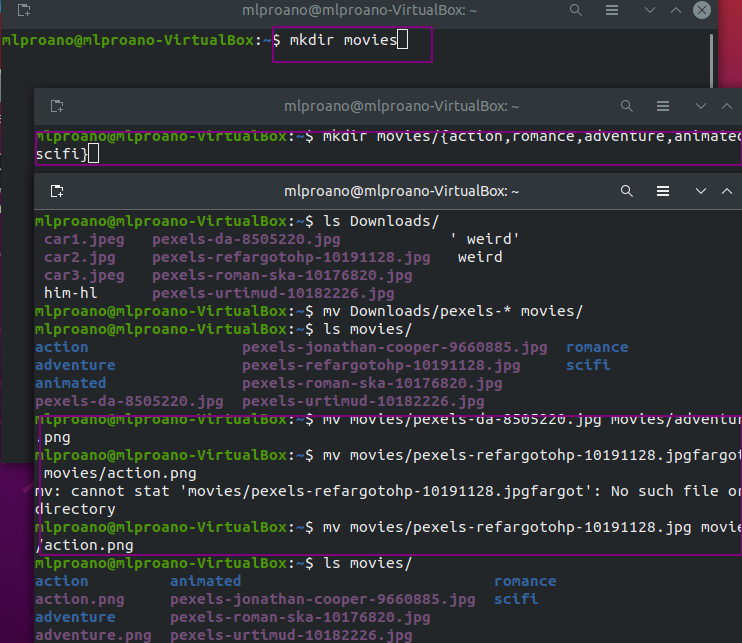 mlproano@mlproano-VirtualBox: ~
mlproano@mlproano-VirtualBox:~$ mkdir movies
mlproano@mlproano-VirtualBox: ~
mlproano@mlproano-VirtualBox:~$ mkdir movies/{action,romance,adventure,animated
scifi}
mlproano@mlproano-VirtualBox: ~
mlproano@mlproano-VirtualBox:~$ ls Downloads/
car1.jpeg pexels-da-8505220.jpg ' weird'
car2.jpg pexels-refargotohp-10191128.jpg weird
car3.jpeg pexels-roman-ska-10176820.jpg
him-hl pexels-urtimud-10182226.jpg
mlproano@mlproano-VirtualBox:~$ mv Downloads/pexels-* movies/
mlproano@mlproano-VirtualBox:~$ ls movies/
action pexels-jonathan-cooper-9660885.jpg romance
adventure pexels-refargotohp-10191128.jpg scifi
animated pexels-roman-ska-10176820.jpg
pexels-da-8505220.jpg pexels-urtimud-10182226.jpg
mlproano@mlproano-VirtualBox:~$ mv movies/pexels-da-8505220.jpg movies/adventur
.png
mlproano@mlproano-VirtualBox:~$ mv movies/pexels-refargotohp-10191128.jpgfargot
movies/action.png
mv: cannot stat 'movies/pexels-refargotohp-10191128.jpgfargot': No such file or
directory
mlproano@mlproano-VirtualBox:~$ mv movies/pexels-refargotohp-10191128.jpg movie
/action.png
mlproano@mlproano-VirtualBox:~$ ls movies/
action animated romance
action.png pexels-jonathan-cooper-9660885.jpg scifi
adventure pexels-roman-ska-10176820.jpg
adventure.png pexels-urtimud-10182226.jpg